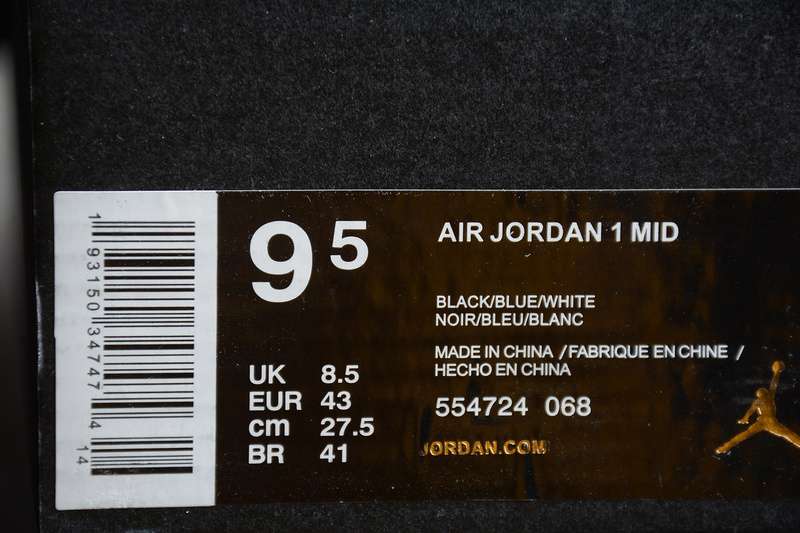 1 93150 34747 4 14
9 5
UK 8.5
EUR 43
cm 27.5
BR 41
AIR JORDAN 1 MID
BLACK/BLUE/WHITE
NOIR/BLEU/BLANC
MADE IN CHINA /FABRIQUE EN CHINE /
HECHO EN CHINA
554724 068
JORDAN.COM